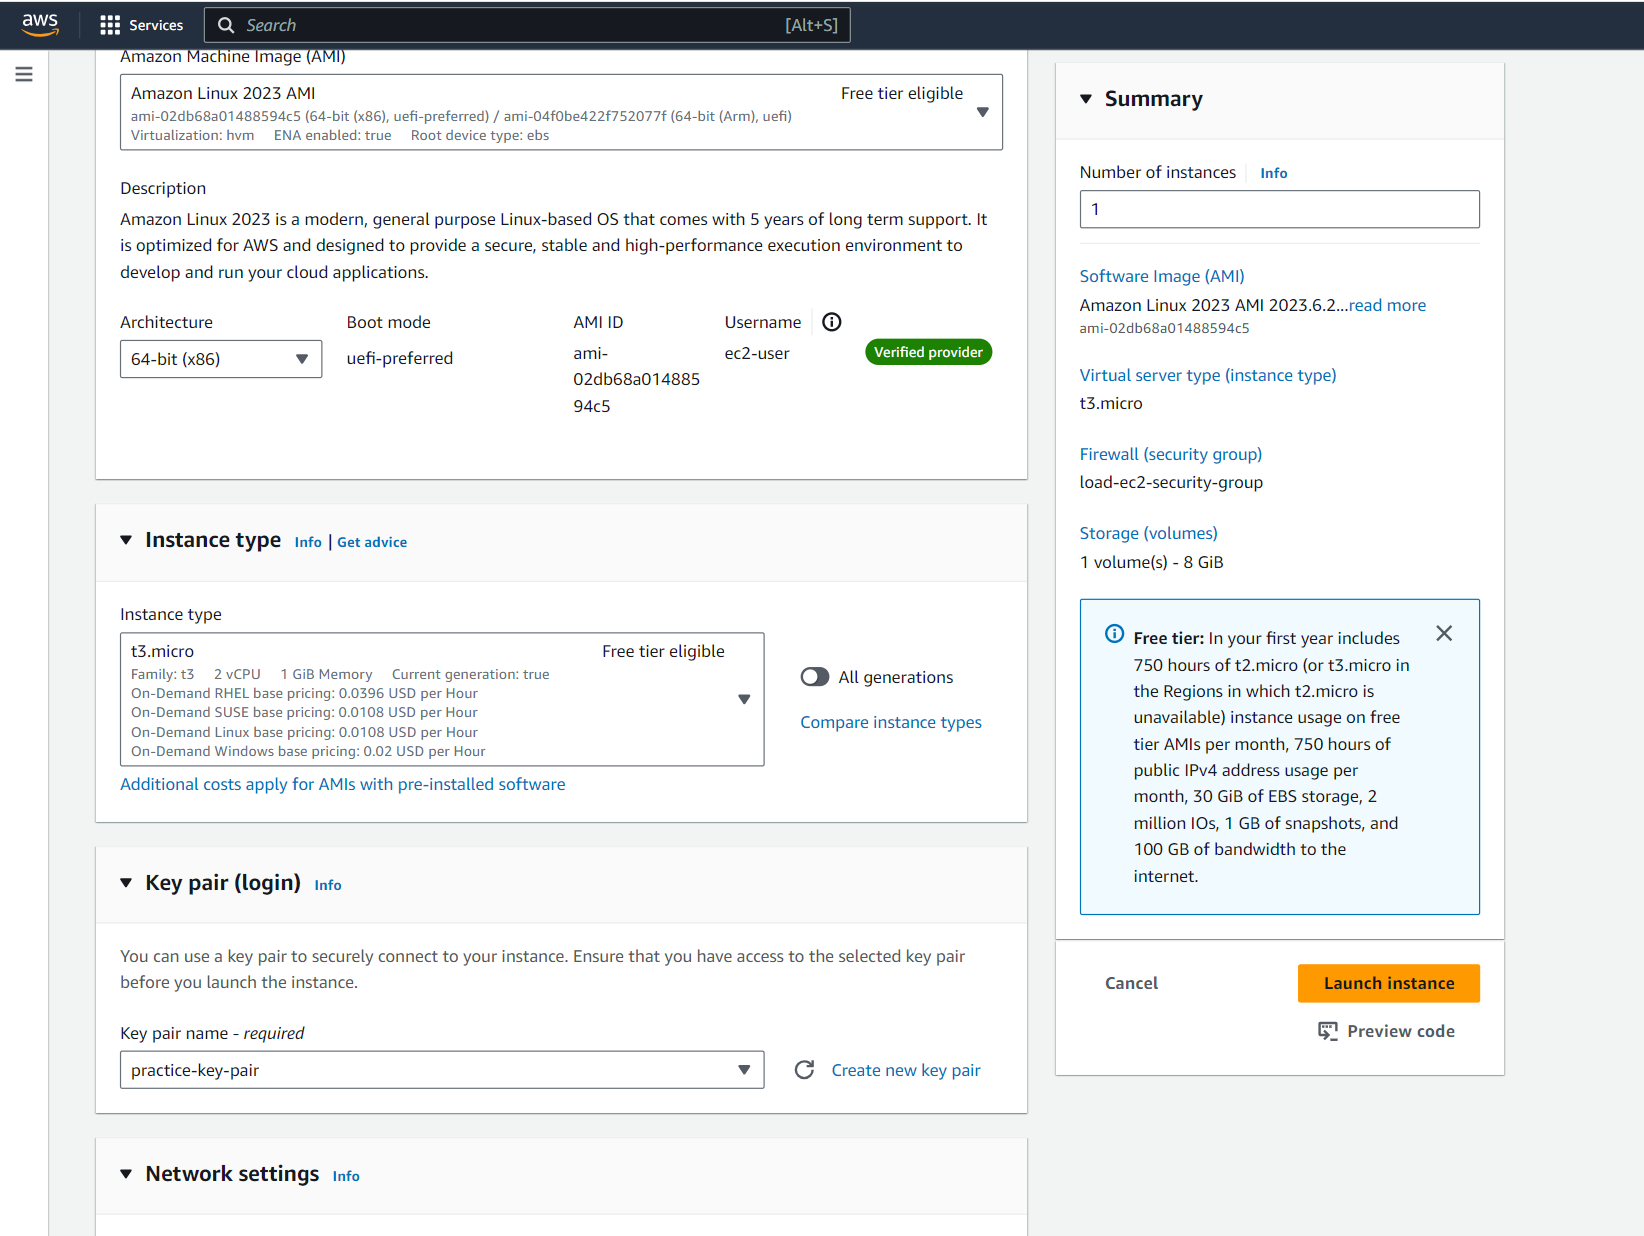 aws
Services
Search
[Alt+S]
Amazon Machine Image (AMI)
Amazon Linux 2023 AMI
Free tier eligible
ami-02db68a01488594c5 (64-bit (x86), uefi-preferred) / ami-04f0be422f752077f (64-bit (Arm), uefi)
Virtualization: hvm ENA enabled: true Root device type: ebs
Description
Amazon Linux 2023 is a modern, general purpose Linux-based OS that comes with 5 years of long term support. It
is optimized for AWS and designed to provide a secure, stable and high-performance execution environment to
develop and run your cloud applications.
Architecture
64-bit (x86)
Boot mode
uefi-preferred
AMI ID
ami-
02db68a014885
94c5
Username
ec2-user
Verified provider
Instance type Info | Get advice
Instance type
t3.micro
Free tier eligible
Family: t3 2 vCPU 1 GiB Memory Current generation: true
On-Demand RHEL base pricing: 0.0396 USD per Hour
On-Demand SUSE base pricing: 0.0108 USD per Hour
On-Demand Linux base pricing: 0.0108 USD per Hour
On-Demand Windows base pricing: 0.02 USD per Hour
All generations
Compare instance types
Additional costs apply for AMIs with pre-installed software
Key pair (login) Info
You can use a key pair to securely connect to your instance. Ensure that you have access to the selected key pair
before you launch the instance.
Key pair name - required
practice-key-pair
Create new key pair
Network settings Info
Summary
Number of instances Info
1
Software Image (AMI)
Amazon Linux 2023 AMI 2023.6.2...read more
ami-02db68a01488594c5
Virtual server type (instance type)
t3.micro
Firewall (security group)
load-ec2-security-group
Storage (volumes)
1 volume(s) - 8 GiB
Free tier: In your first year includes
750 hours of t2.micro (or t3.micro in
the Regions in which t2.micro is
unavailable) instance usage on free
tier AMIs per month, 750 hours of
public IPv4 address usage per
month, 30 GiB of EBS storage, 2
million IOs, 1 GB of snapshots, and
100 GB of bandwidth to the
internet.
Cancel
Launch instance
Preview code